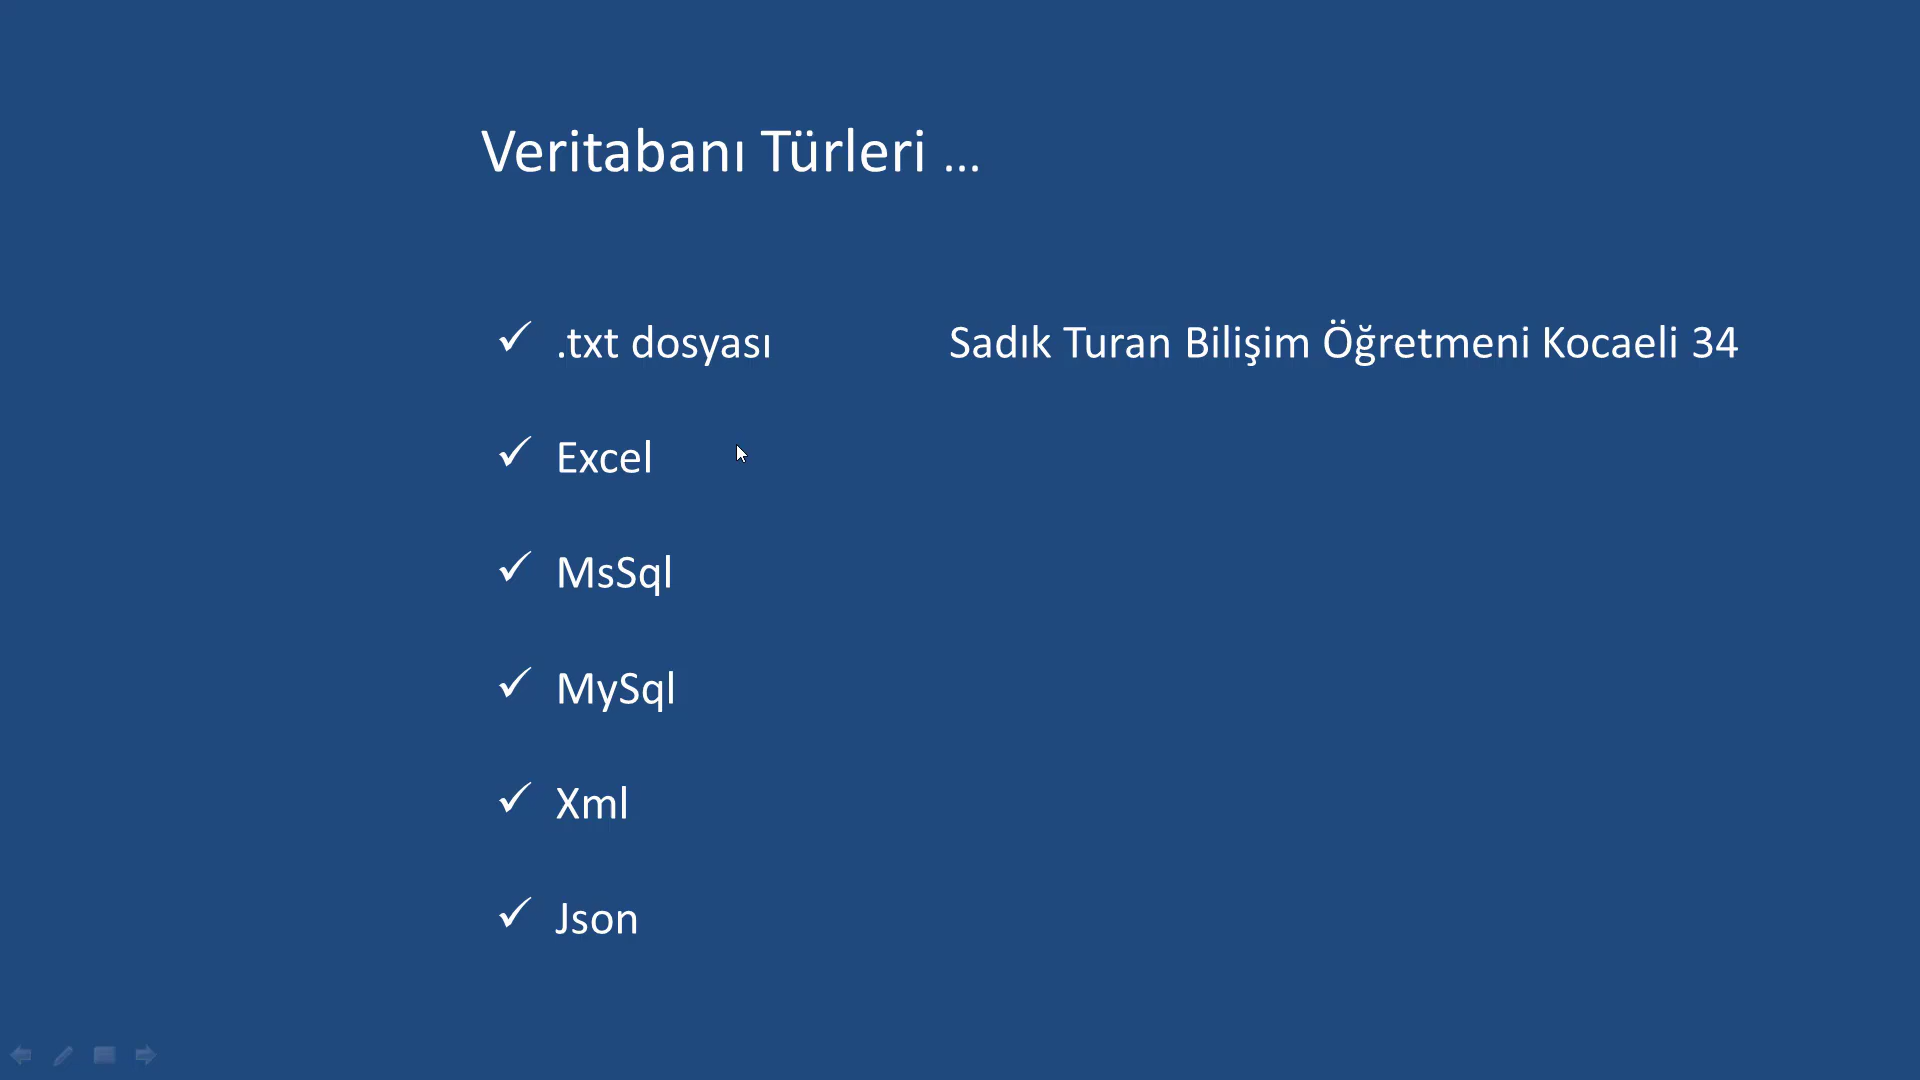 Veritabanı Türleri ...
.txt dosyası
Sadık Turan Bilişim Öğretmeni Kocaeli 34
Excel
MsSql
MySql
Xml
Json